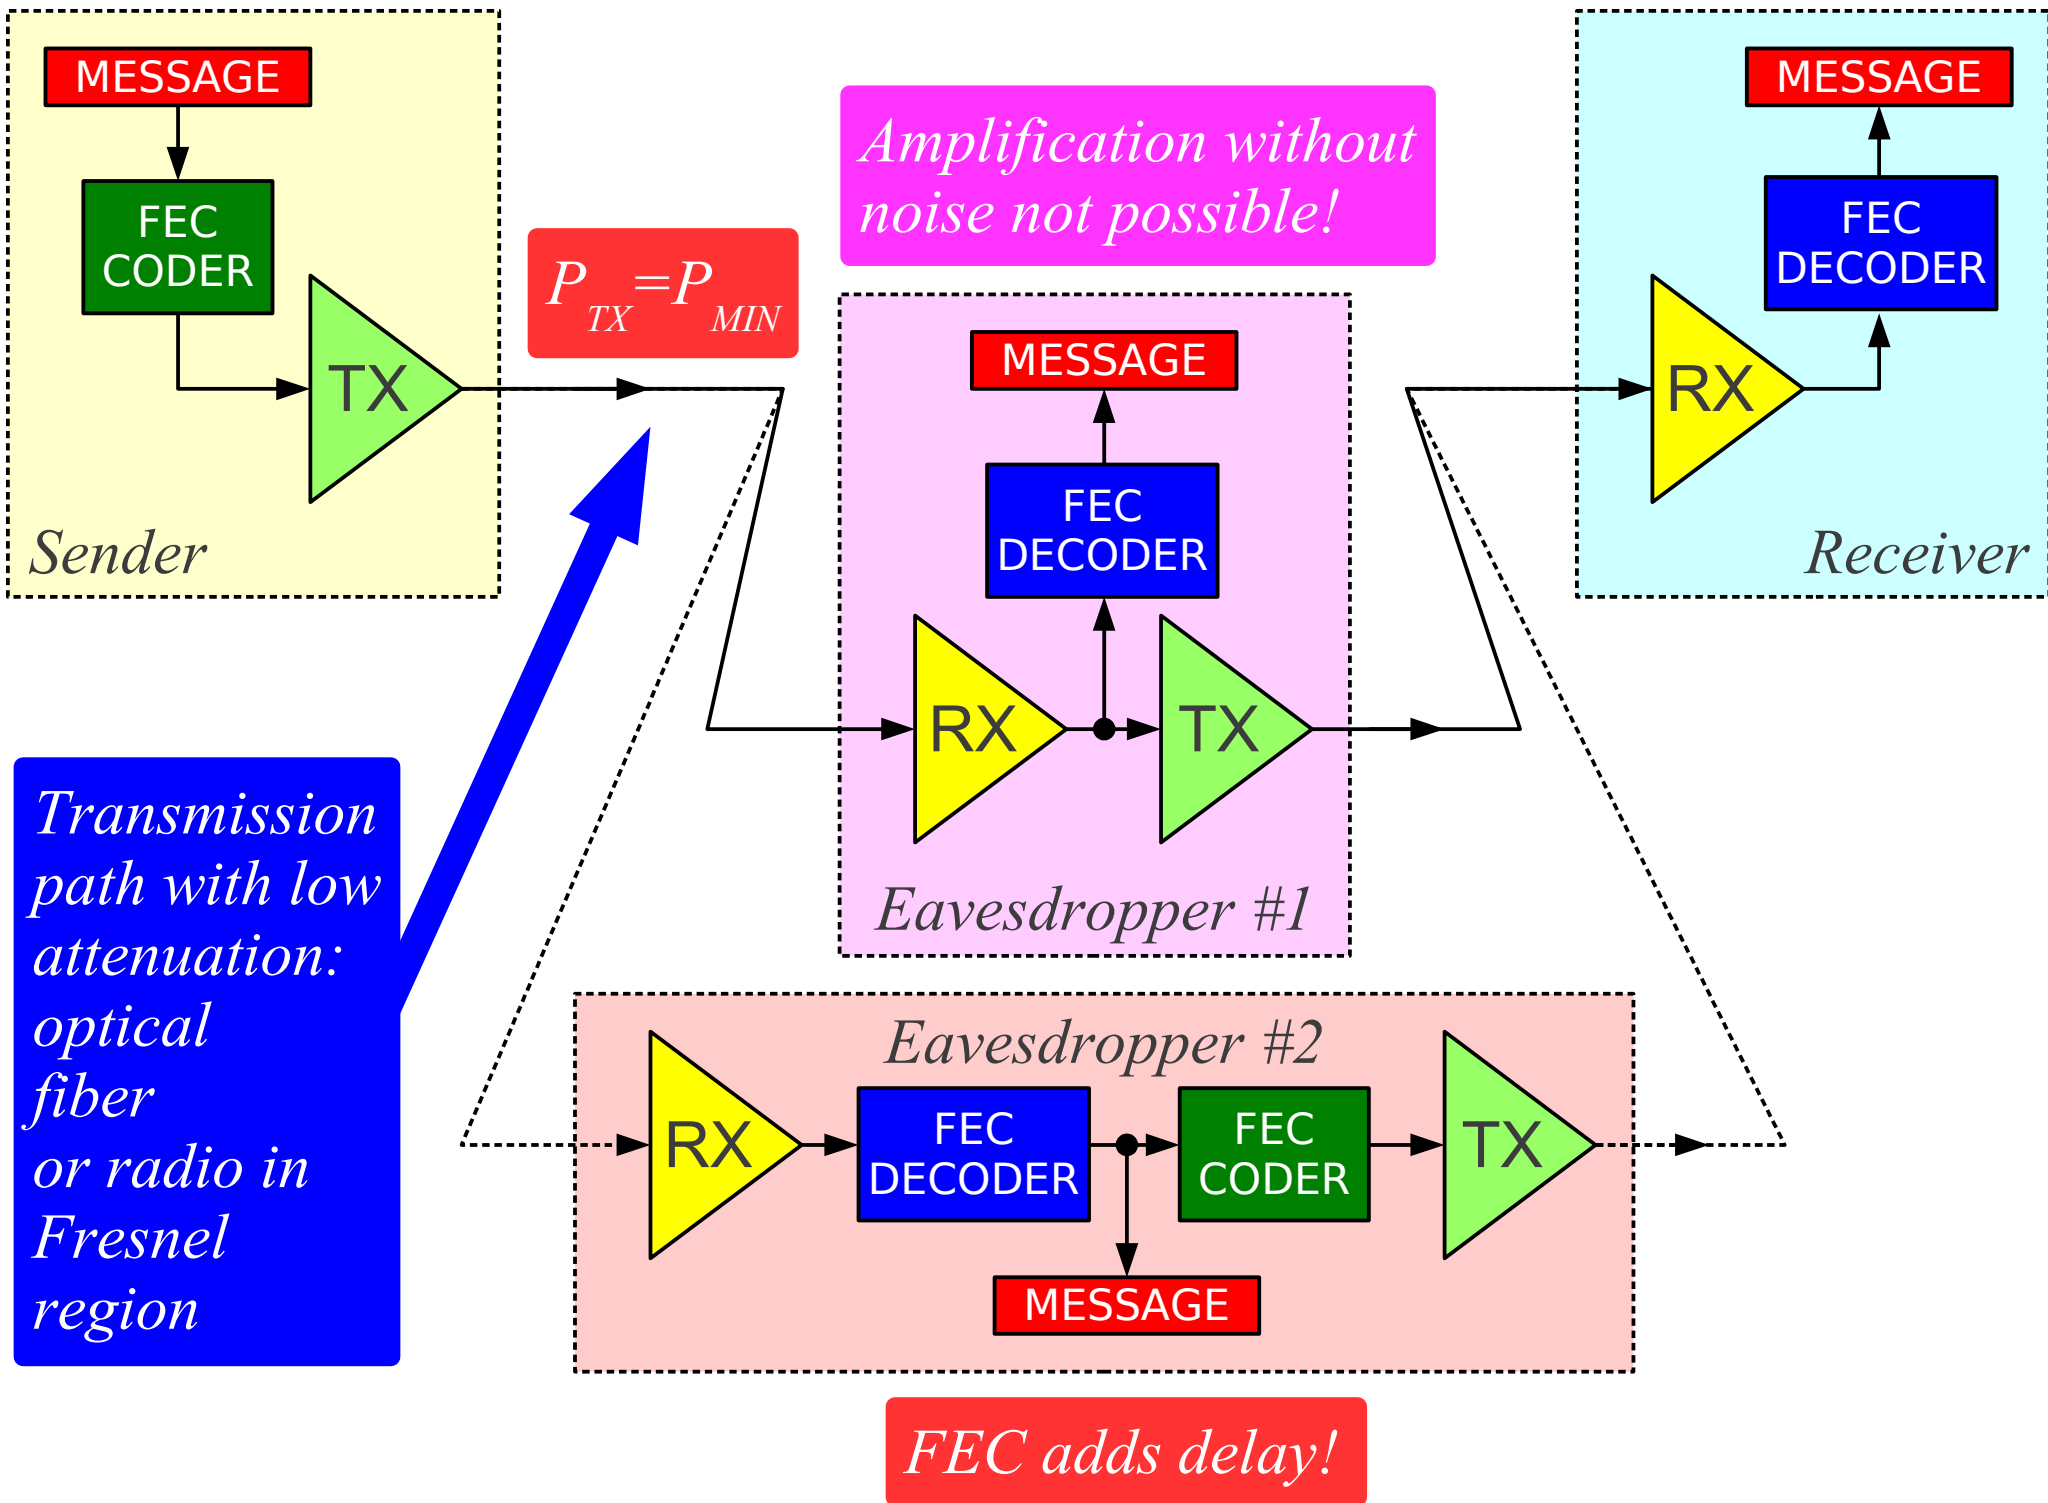 MESSAGE
FEC
CODER
TX
Sender
P_TX=P_MIN
Amplification without
noise not possible!
MESSAGE
FEC
DECODER
RX
TX
Eavesdropper #1
MESSAGE
FEC
DECODER
RX
Receiver
Transmission
path with low
attenuation:
optical
fiber
or radio in
Fresnel
region
Eavesdropper #2
RX
FEC
DECODER
FEC
CODER
TX
MESSAGE
FEC adds delay!